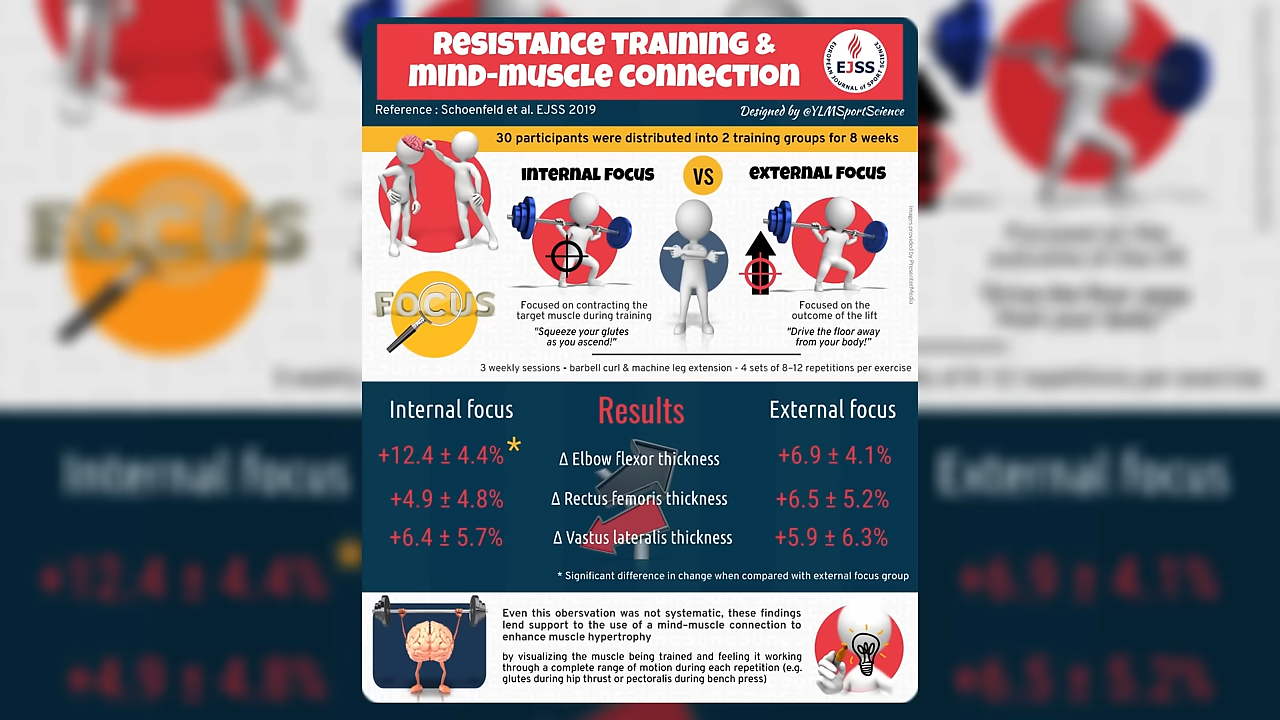 Resistance Training &
mind-muscle connection
EUROPEAN JOURNAL of SPORT SCIENCE
EJSS
Reference : Schoenfeld et al. EJSS 2019
Designed by @YLMSportScience
30 participants were distributed into 2 training groups for 8 weeks
Internal focus
VS
external focus
FOCUS
Images provided by PresenterMedia
Focused on contracting the
target muscle during training
"Squeeze your glutes
as you ascend!"
Focused on the
outcome of the lift
"Drive the floor away
from your body!"
3 weekly sessions - barbell curl & machine leg extension - 4 sets of 8-12 repetitions per exercise
Internal focus
Results
External focus
+12.4 ± 4.4% *
Δ Elbow flexor thickness
+6.9 ± 4.1%
+4.9 ± 4.8%
Δ Rectus femoris thickness
+6.5 ± 5.2%
+6.4 ± 5.7%
Δ Vastus lateralis thickness
+5.9 ± 6.3%
* Significant difference in change when compared with external focus group
Even this obersvation was not systematic, these findings
lend support to the use of a mind-muscle connection to
enhance muscle hypertrophy
by visualizing the muscle being trained and feeling it working
through a complete range of motion during each repetition (e.g.
glutes during hip thrust or pectoralis during bench press)